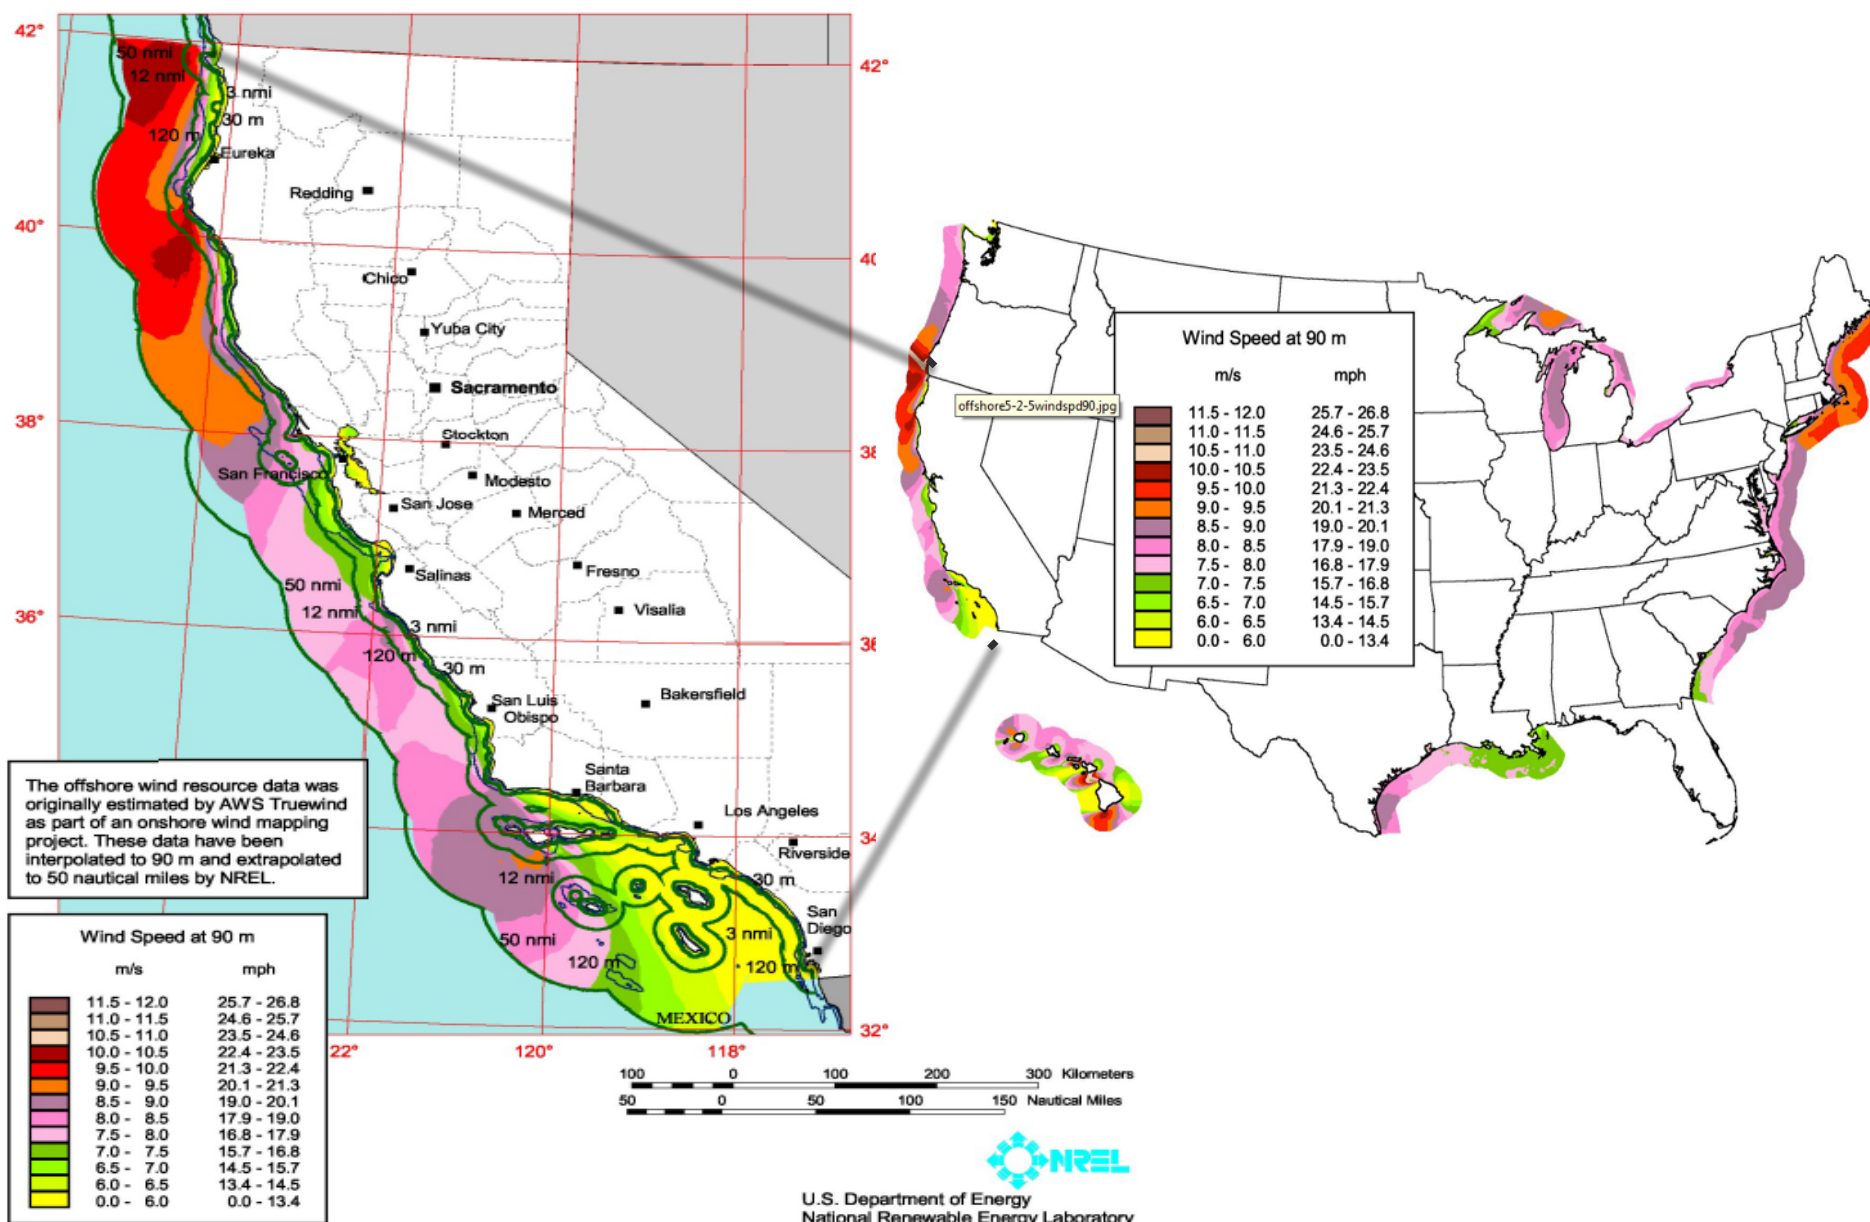 42°
50 nmi
12 nmi
3 nmi
30 m
120 m
Eureka
Redding
40°
Chico
Yuba City
Sacramento
38°
Stockton
San Francisco
Modesto
San Jose
Merced
Salinas
Fresno
50 nmi
12 nmi
Visalia
36°
3 nmi
120 m
30 m
San Luis
Obispo
Bakersfield
Santa
Barbara
Los Angeles
Riverside
12 nmi
30 m
San
Diego
50 nmi
3 nmi
120 m
120 m
MEXICO
42°
40
38
36
34
32°
22°
120°
118°
The offshore wind resource data was
originally estimated by AWS Truewind
as part of an onshore wind mapping
project. These data have been
interpolated to 90 m and extrapolated
to 50 nautical miles by NREL.
Wind Speed at 90 m
m/s mph
11.5 - 12.0 25.7 - 26.8
11.0 - 11.5 24.6 - 25.7
10.5 - 11.0 23.5 - 24.6
10.0 - 10.5 22.4 - 23.5
9.5 - 10.0 21.3 - 22.4
9.0 - 9.5 20.1 - 21.3
8.5 - 9.0 19.0 - 20.1
8.0 - 8.5 17.9 - 19.0
7.5 - 8.0 16.8 - 17.9
7.0 - 7.5 15.7 - 16.8
6.5 - 7.0 14.5 - 15.7
6.0 - 6.5 13.4 - 14.5
0.0 - 6.0 0.0 - 13.4
offshore5-2-5windspd90.jpg
Wind Speed at 90 m
m/s mph
11.5 - 12.0 25.7 - 26.8
11.0 - 11.5 24.6 - 25.7
10.5 - 11.0 23.5 - 24.6
10.0 - 10.5 22.4 - 23.5
9.5 - 10.0 21.3 - 22.4
9.0 - 9.5 20.1 - 21.3
8.5 - 9.0 19.0 - 20.1
8.0 - 8.5 17.9 - 19.0
7.5 - 8.0 16.8 - 17.9
7.0 - 7.5 15.7 - 16.8
6.5 - 7.0 14.5 - 15.7
6.0 - 6.5 13.4 - 14.5
0.0 - 6.0 0.0 - 13.4
100 0 100 200 300 Kilometers
50 0 50 100 150 Nautical Miles
NREL
U.S. Department of Energy
National Renewable Energy Laboratory